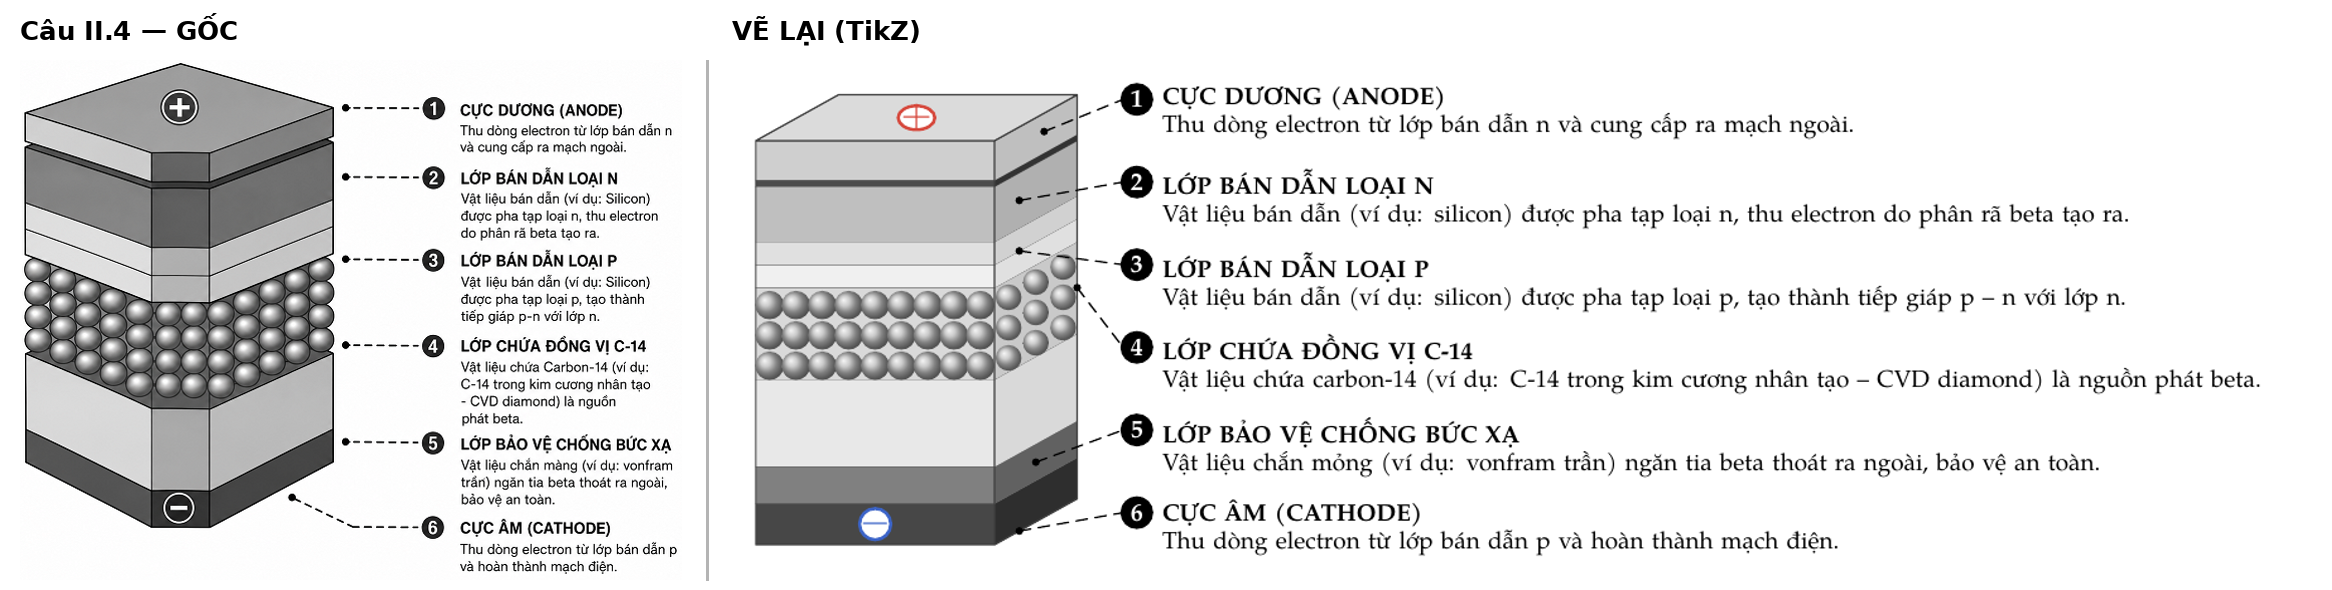 Câu II.4 — GỐC
+
1 CỰC DƯƠNG (ANODE)
Thu dòng electron từ lớp bán dẫn n
và cung cấp ra mạch ngoài.
2 LỚP BÁN DẪN LOẠI N
Vật liệu bán dẫn (ví dụ: Silicon)
được pha tạp loại n, thu electron
do phân rã beta tạo ra.
3 LỚP BÁN DẪN LOẠI P
Vật liệu bán dẫn (ví dụ: Silicon)
được pha tạp loại p, tạo thành
tiếp giáp p-n với lớp n.
4 LỚP CHỨA ĐỒNG VỊ C-14
Vật liệu chứa Carbon-14 (ví dụ:
C-14 trong kim cương nhân tạo
- CVD diamond) là nguồn
phát beta.
5 LỚP BẢO VỆ CHỐNG BỨC XẠ
Vật liệu chắn màng (ví dụ: vonfram
trần) ngăn tia beta thoát ra ngoài,
bảo vệ an toàn.
−
6 CỰC ÂM (CATHODE)
Thu dòng electron từ lớp bán dẫn p
và hoàn thành mạch điện.
VẼ LẠI (TikZ)
+
1 CỰC DƯƠNG (ANODE)
Thu dòng electron từ lớp bán dẫn n và cung cấp ra mạch ngoài.
2 LỚP BÁN DẪN LOẠI N
Vật liệu bán dẫn (ví dụ: silicon) được pha tạp loại n, thu electron do phân rã beta tạo ra.
3 LỚP BÁN DẪN LOẠI P
Vật liệu bán dẫn (ví dụ: silicon) được pha tạp loại p, tạo thành tiếp giáp p – n với lớp n.
4 LỚP CHỨA ĐỒNG VỊ C-14
Vật liệu chứa carbon-14 (ví dụ: C-14 trong kim cương nhân tạo – CVD diamond) là nguồn phát beta.
5 LỚP BẢO VỆ CHỐNG BỨC XẠ
Vật liệu chắn mỏng (ví dụ: vonfram trần) ngăn tia beta thoát ra ngoài, bảo vệ an toàn.
−
6 CỰC ÂM (CATHODE)
Thu dòng electron từ lớp bán dẫn p và hoàn thành mạch điện.